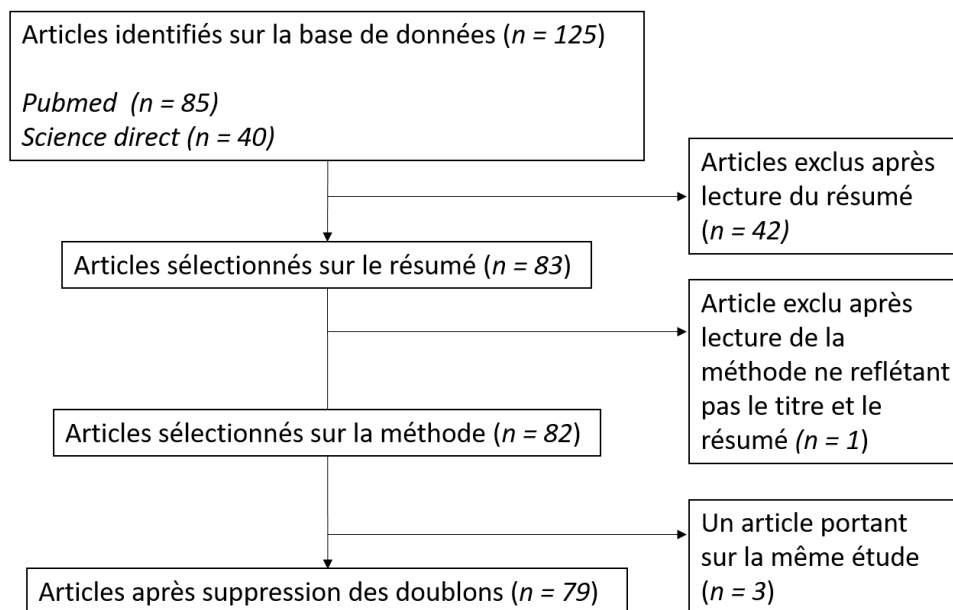 Articles identifiés sur la base de données (n = 125)
Pubmed (n = 85)
Science direct (n = 40)
Articles exclus après
lecture du résumé
(n = 42)
Articles sélectionnés sur le résumé (n = 83)
Article exclu après
lecture de la
méthode ne reflétant
pas le titre et le
résumé (n = 1)
Articles sélectionnés sur la méthode (n = 82)
Un article portant
sur la même étude
(n = 3)
Articles après suppression des doublons (n = 79)